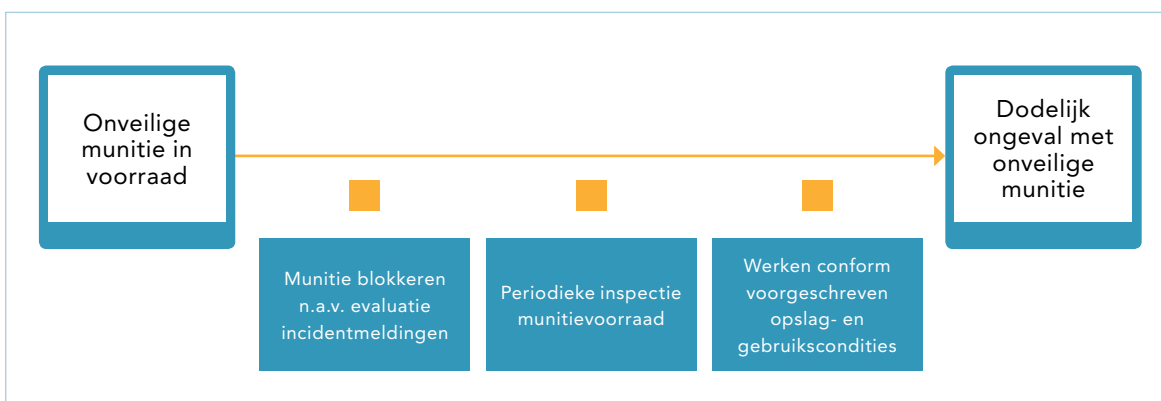 Onveilige
munitie in
voorraad
Dodelijk
ongeval met
onveilige
munitie
Munitie blokkeren
n.a.v. evaluatie
incidentmeldingen
Periodieke inspectie
munitievoorraad
Werken conform
voorgeschreven
opslag- en
gebruikscondities